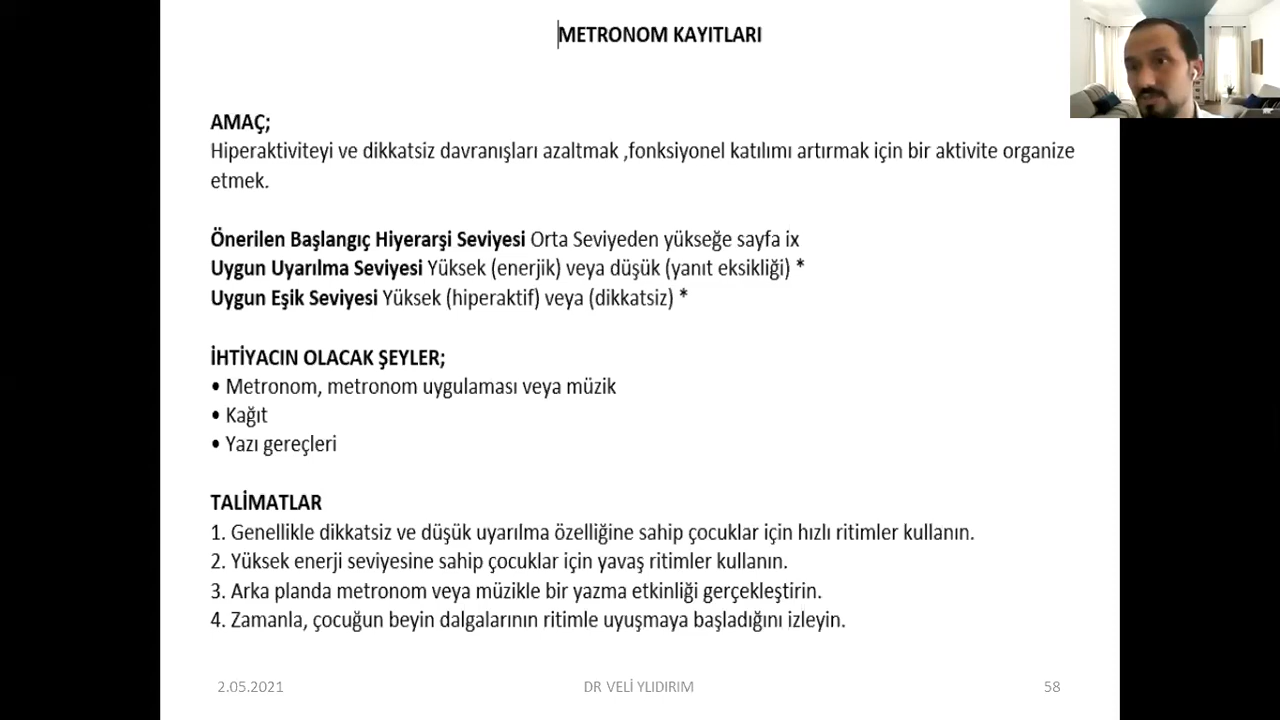 METRONOM KAYITLARI
AMAÇ;
Hiperaktiviteyi ve dikkatsiz davranışları azaltmak ,fonksiyonel katılımı artırmak için bir aktivite organize
etmek.
Önerilen Başlangıç Hiyerarşi Seviyesi Orta Seviyeden yükseğe sayfa ix
Uygun Uyarılma Seviyesi Yüksek (enerjik) veya düşük (yanıt eksikliği) *
Uygun Eşik Seviyesi Yüksek (hiperaktif) veya (dikkatsiz) *
İHTİYACIN OLACAK ŞEYLER;
• Metronom, metronom uygulaması veya müzik
• Kağıt
• Yazı gereçleri
TALİMATLAR
1. Genellikle dikkatsiz ve düşük uyarılma özelliğine sahip çocuklar için hızlı ritimler kullanın.
2. Yüksek enerji seviyesine sahip çocuklar için yavaş ritimler kullanın.
3. Arka planda metronom veya müzikle bir yazma etkinliği gerçekleştirin.
4. Zamanla, çocuğun beyin dalgalarının ritimle uyuşmaya başladığını izleyin.
2.05.2021 DR VELİ YLIDIRIM 58